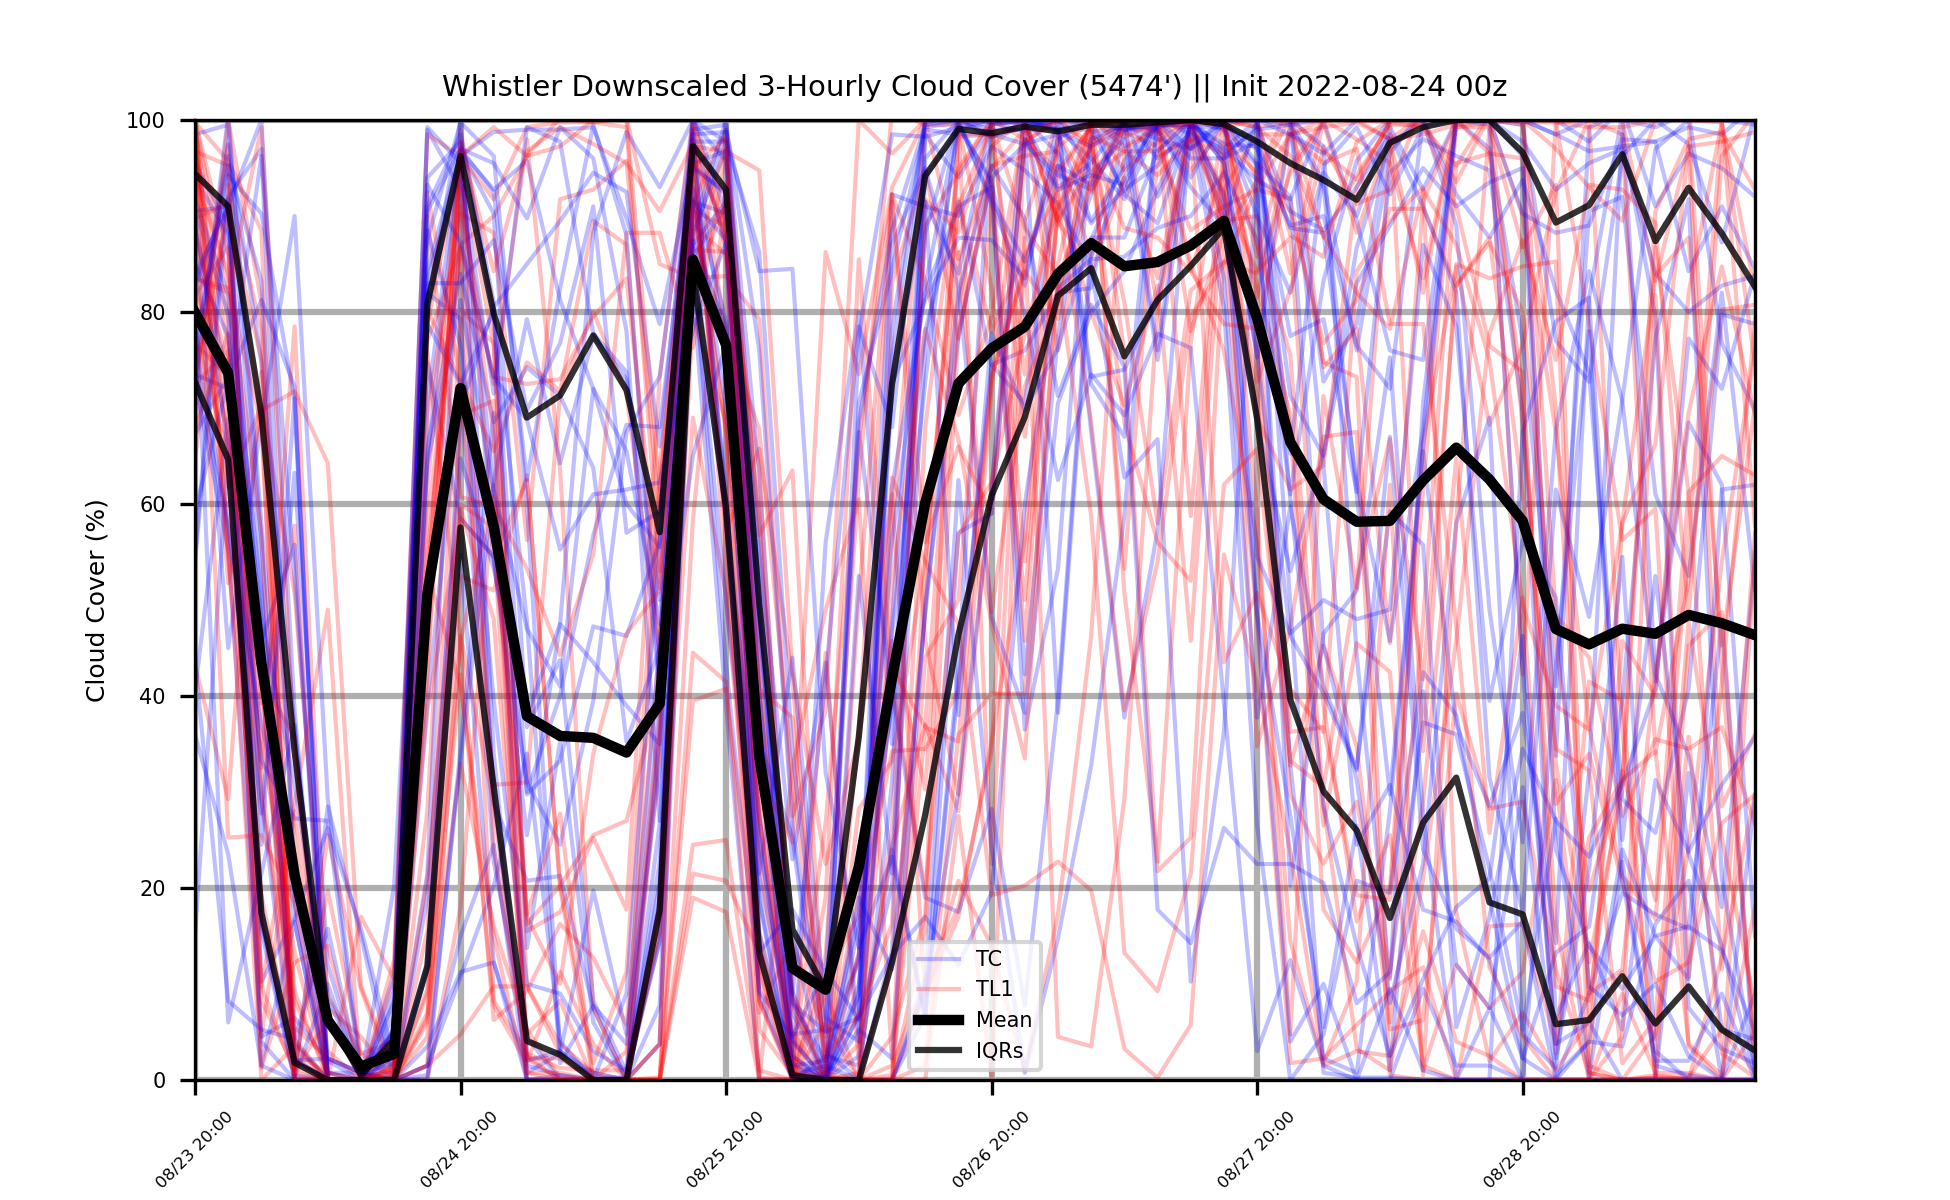 Whistler Downscaled 3-Hourly Cloud Cover (5474') || Init 2022-08-24 00z
Cloud Cover (%)
100
80
60
40
20
0
TC
TL1
Mean
IQRs
08/23 20:00
08/24 20:00
08/25 20:00
08/26 20:00
08/27 20:00
08/28 20:00